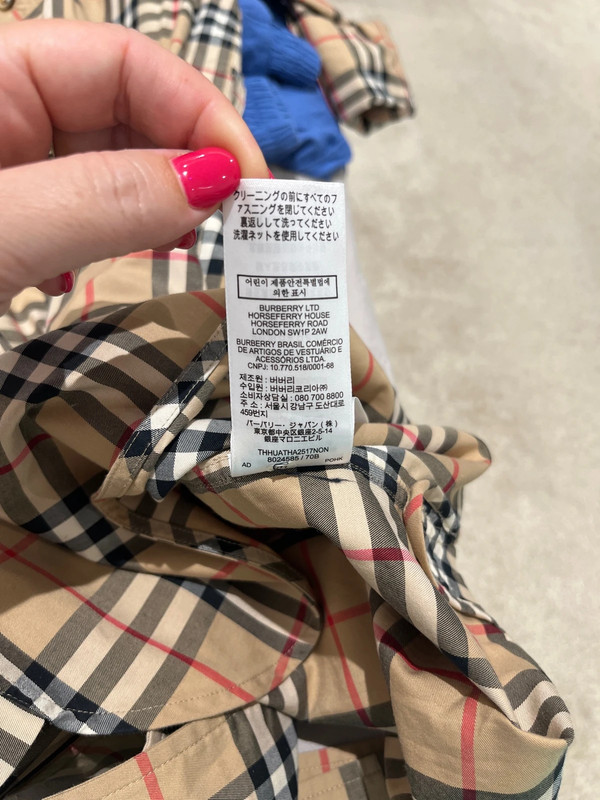 クリーニングの前にすべてのフ
ァスニングを閉じてください
裏返しして洗ってください
洗濯ネットを使用してください
어린이 제품안전특별법에
의한 표시
BURBERRY LTD
HORSEFERRY HOUSE
HORSEFERRY ROAD
LONDON SW1P 2AW
BURBERRY BRASIL COMÉRCIO
DE ARTIGOS DE VESTUÁRIO E
ACESSÓRIOS LTDA.
CNPJ: 10.770.518/0001-68
제조원 : 버버리
수입원 : 버버리코리아㈜
소비자상담실 : 080 700 8800
주 소 : 서울시 강남구 도산대로
459번지
バーバリー・ジャパン (株)
東京都中央区銀座2-5-14
銀座マロニエビル
THHUATHA2517NON
8024585 / 70B
AD POHK